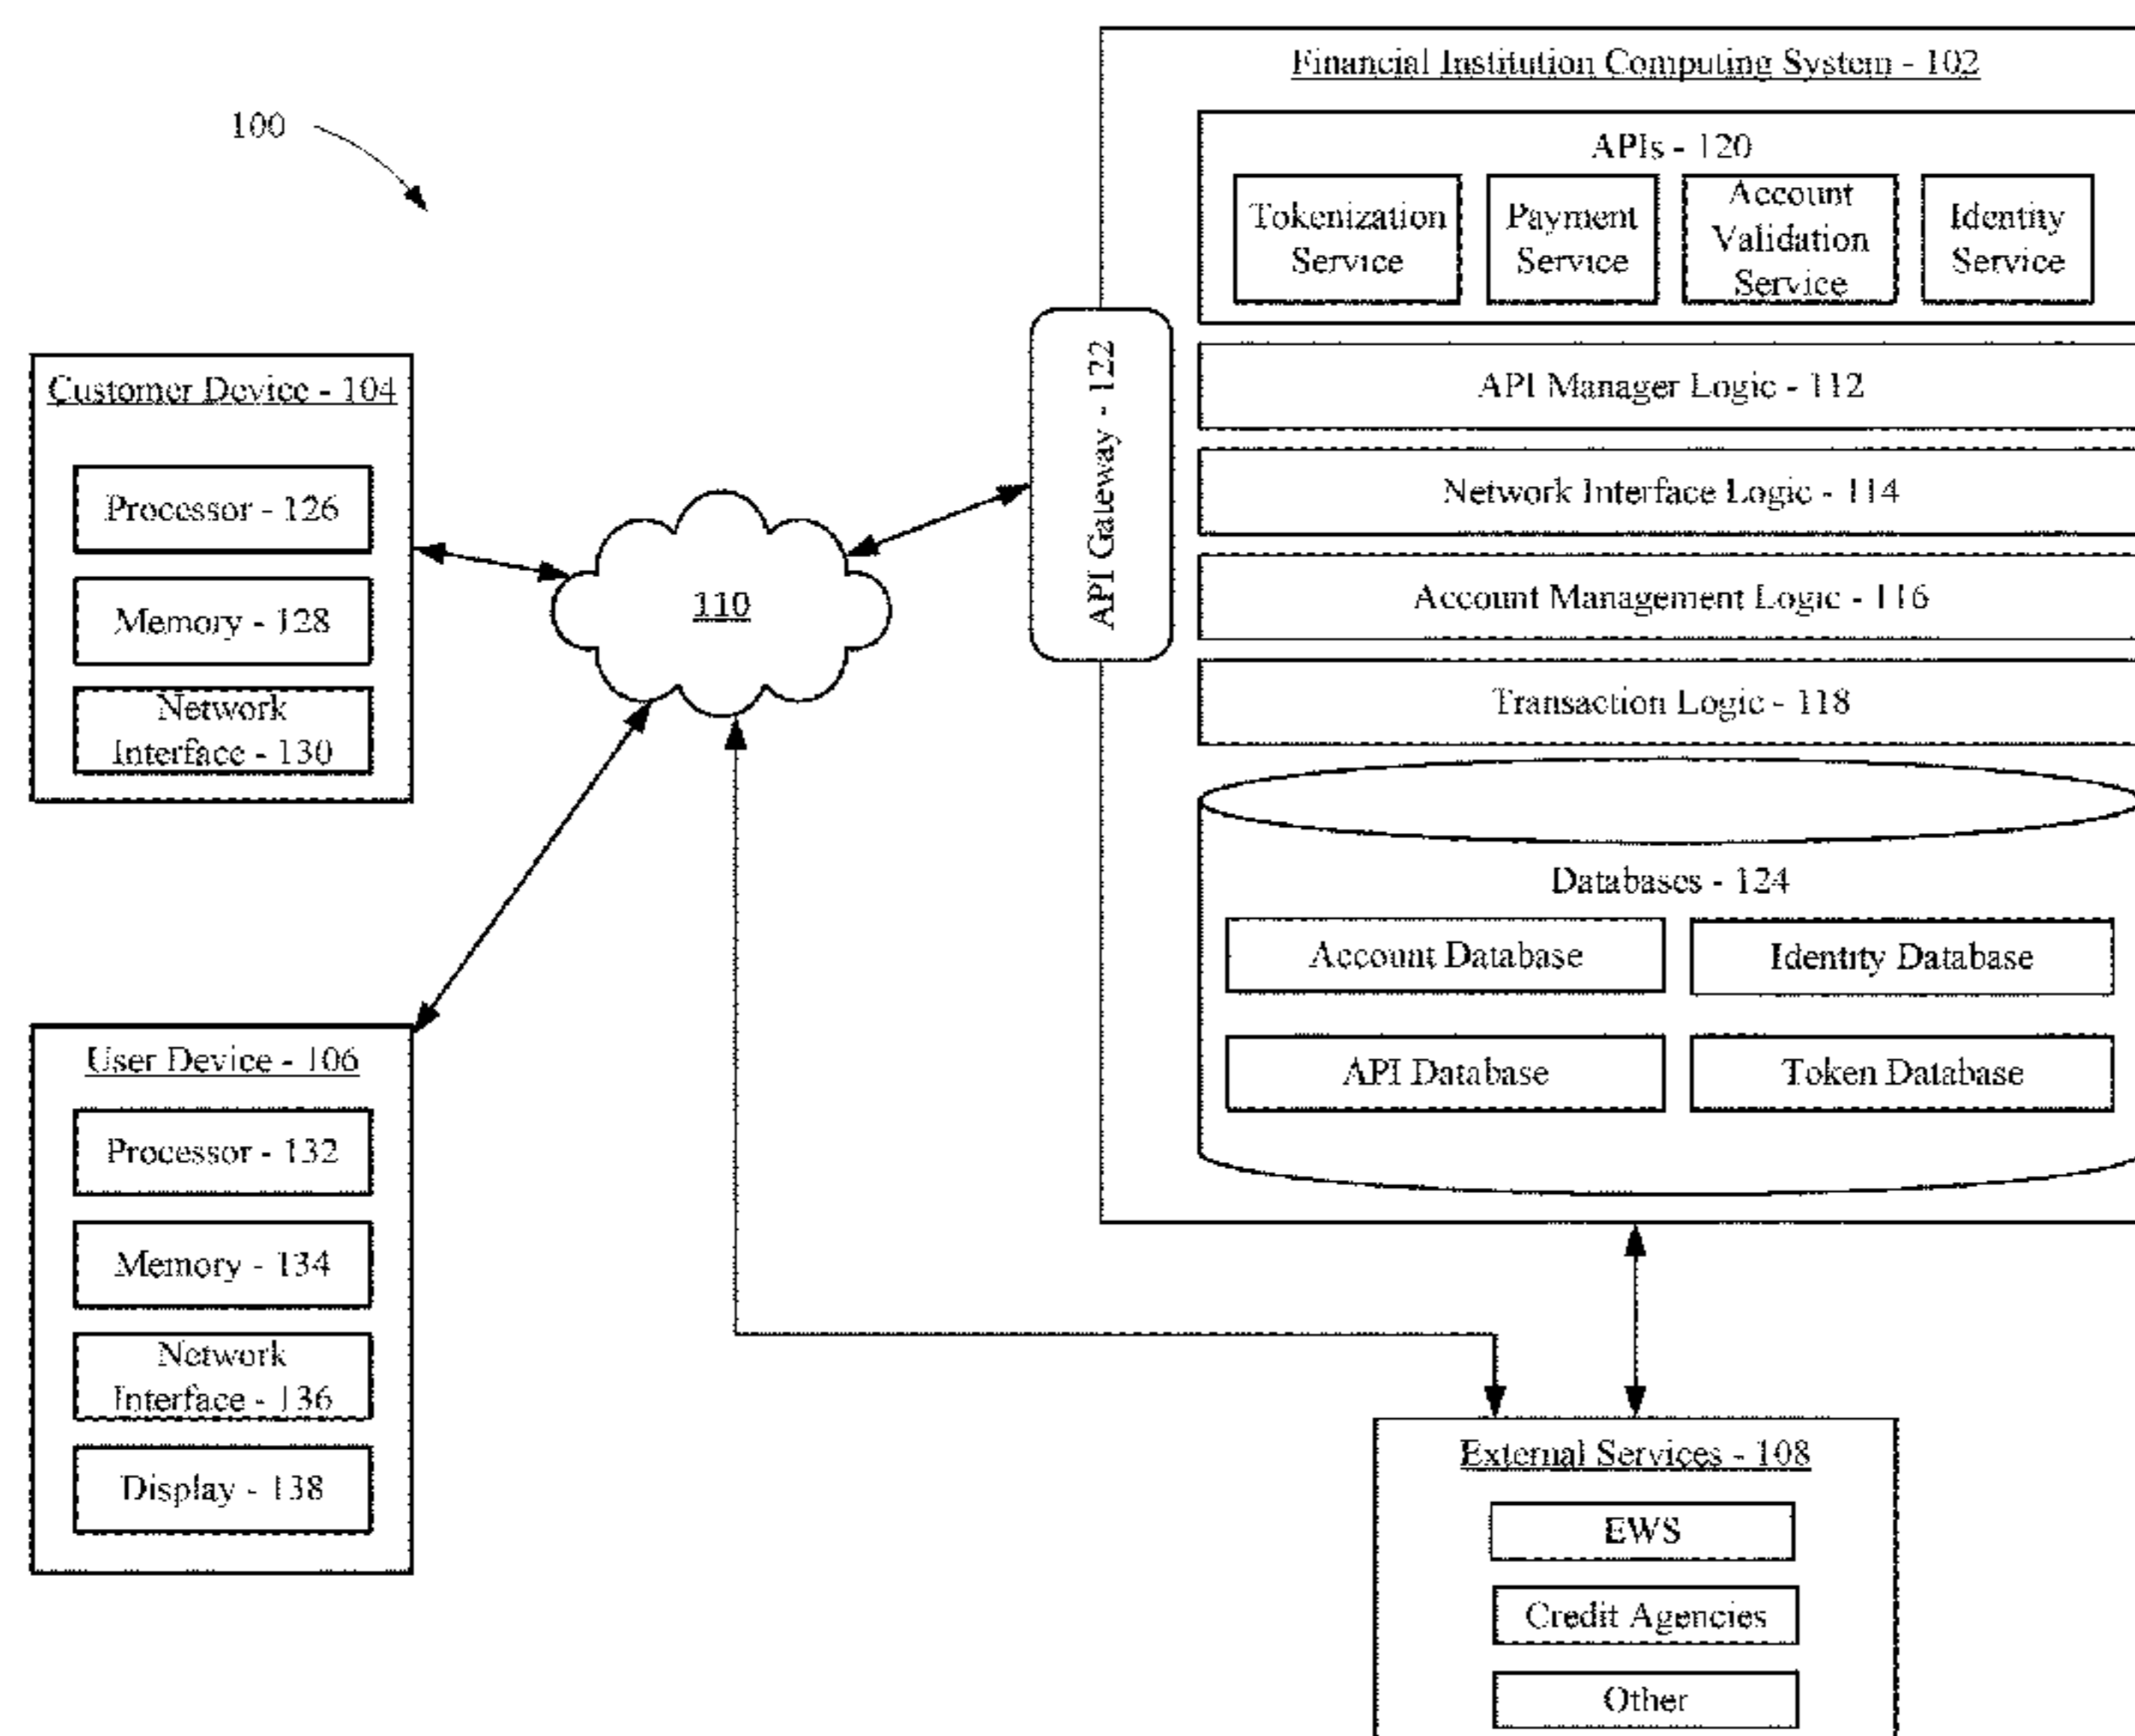 100
Financial Institution Computing System - 102
APIs - 120
Tokenization
Service
Payment
Service
Account
Validation
Service
Identity
Service
API Gateway - 122
API Manager Logic - 112
Network Interface Logic - 114
Account Management Logic - 116
Transaction Logic - 118
Databases - 124
Account Database
Identity Database
API Database
Token Database
Customer Device - 104
Processor - 126
Memory - 128
Network
Interface - 130
110
User Device - 106
Processor - 132
Memory - 134
Network
Interface - 136
Display - 138
External Services - 108
EWS
Credit Agencies
Other